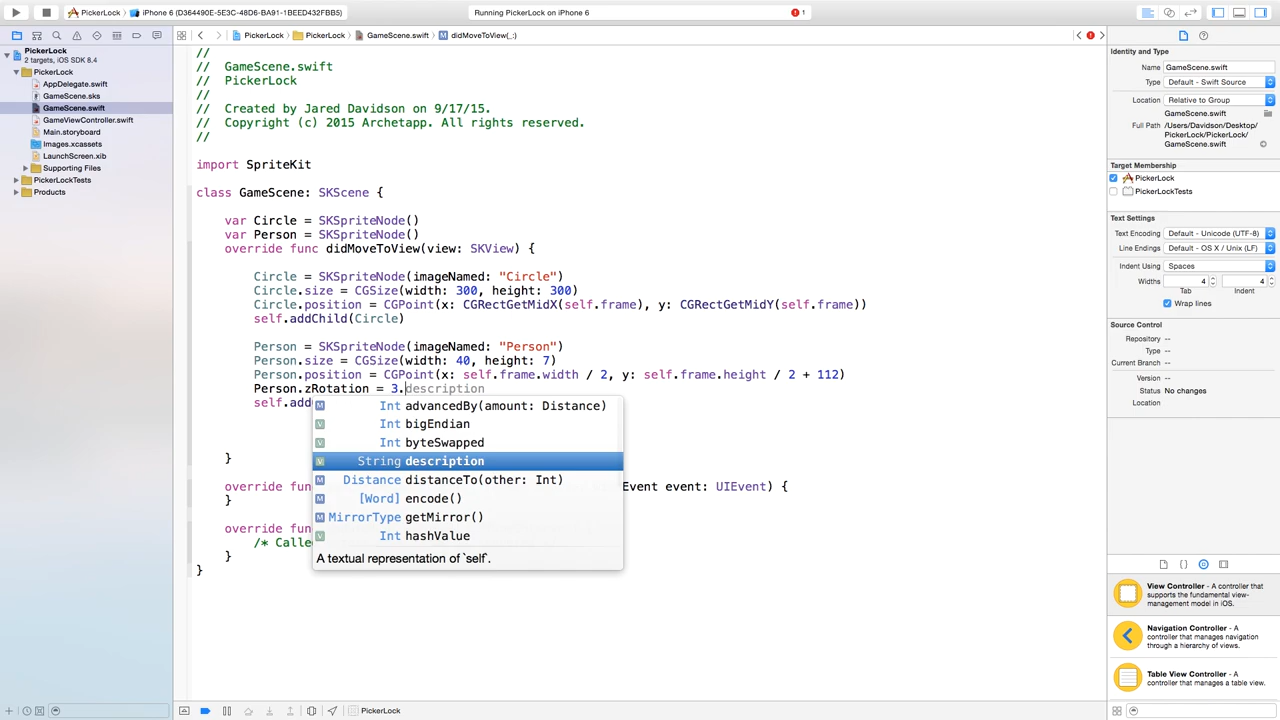 PickerLock
iPhone 6 (D364490E-5E3C-48D6-BA91-1BEED432FBB5)
Running PickerLock on iPhone 6
1
PickerLock
PickerLock
GameScene.swift
M didMoveToView(_:)
PickerLock
2 targets, iOS SDK 8.4
PickerLock
AppDelegate.swift
GameScene.sks
GameScene.swift
GameViewController.swift
Main.storyboard
Images.xcassets
LaunchScreen.xib
Supporting Files
PickerLockTests
Products
//
// GameScene.swift
// PickerLock
//
// Created by Jared Davidson on 9/17/15.
// Copyright (c) 2015 Archetapp. All rights reserved.
//
import SpriteKit
class GameScene: SKScene {
var Circle = SKSpriteNode()
var Person = SKSpriteNode()
override func didMoveToView(view: SKView) {
Circle = SKSpriteNode(imageNamed: "Circle")
Circle.size = CGSize(width: 300, height: 300)
Circle.position = CGPoint(x: CGRectGetMidX(self.frame), y: CGRectGetMidY(self.frame))
self.addChild(Circle)
Person = SKSpriteNode(imageNamed: "Person")
Person.size = CGSize(width: 40, height: 7)
Person.position = CGPoint(x: self.frame.width / 2, y: self.frame.height / 2 + 112)
Person.zRotation = 3.description
self.add
M Int advancedBy(amount: Distance)
V Int bigEndian
V Int byteSwapped
V String description
M Distance distanceTo(other: Int)
M [Word] encode()
M MirrorType getMirror()
V Int hashValue
A textual representation of `self`.
}
override fun Event event: UIEvent) {
}
override fun
/* Calle
}
}
Identity and Type
Name GameScene.swift
Type Default - Swift Source
Location Relative to Group
GameScene.swift
Full Path /Users/Davidson/Desktop/
PickerLock/PickerLock/
GameScene.swift
Target Membership
PickerLock
PickerLockTests
Text Settings
Text Encoding Default - Unicode (UTF-8)
Line Endings Default - OS X / Unix (LF)
Indent Using Spaces
Widths 4 4
Tab Indent
Wrap lines
Source Control
Repository --
Type --
Current Branch --
Version --
Status No changes
Location
View Controller - A controller that
supports the fundamental view-
management model in iOS.
Navigation Controller - A
controller that manages navigation
through a hierarchy of views.
Table View Controller - A
controller that manages a table view.
PickerLock